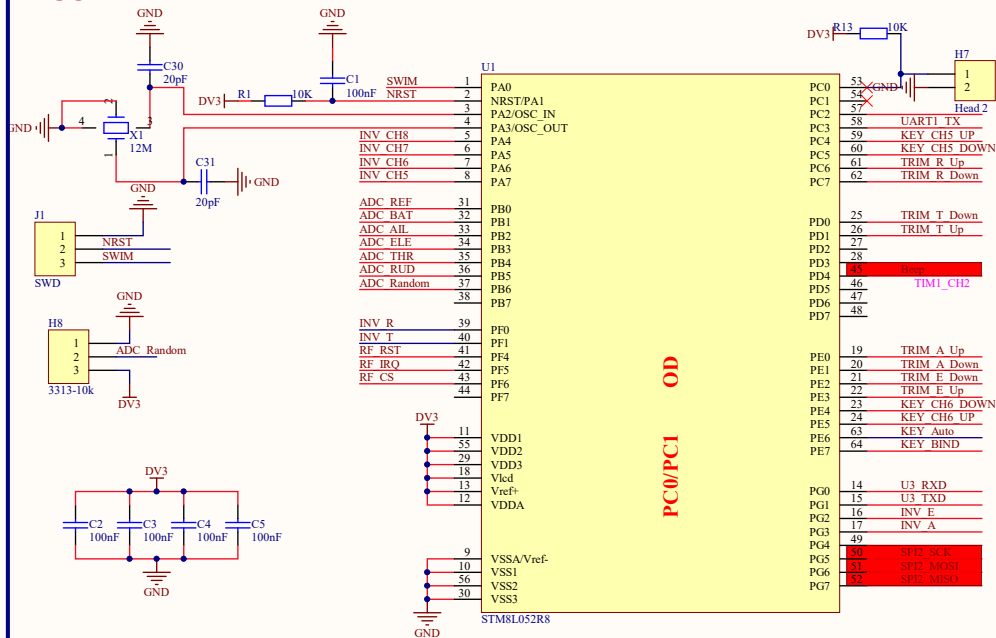 GND
C30
20pF
GND
4
2
3
1
X1
12M
C31
20pF
GND
GND
C1
100nF
DV3
R1
10K
SWIM
NRST
INV_CH8
INV_CH7
INV_CH6
INV_CH5
ADC_REF
ADC_BAT
ADC_AIL
ADC_ELE
ADC_THR
ADC_RUD
ADC_Random
INV_R
INV_T
RF_RST
RF_IRQ
RF_CS
GND
J1
1
2
3
NRST
SWIM
SWD
GND
H8
1
2
3
ADC_Random
3313-10k
DV3
DV3
C2
100nF
C3
100nF
C4
100nF
C5
100nF
GND
DV3
GND
U1
1 PA0
2 NRST/PA1
3 PA2/OSC_IN
4 PA3/OSC_OUT
5 PA4
6 PA5
7 PA6
8 PA7
31 PB0
32 PB1
33 PB2
34 PB3
35 PB4
36 PB5
37 PB6
38 PB7
39 PF0
40 PF1
41 PF4
42 PF5
43 PF6
44 PF7
11 VDD1
55 VDD2
29 VDD3
18 Vlcd
13 Vref+
12 VDDA
9 VSSA/Vref-
10 VSS1
56 VSS2
30 VSS3
STM8L052R8
PC0/PC1 OD
PC0 53
PC1 54
PC2 57
PC3 58 UART1_TX
PC4 59 KEY_CH5_UP
PC5 60 KEY_CH5_DOWN
PC6 61 TRIM_R_Up
PC7 62 TRIM_R_Down
PD0 25 TRIM_T_Down
PD1 26 TRIM_T_Up
PD2 27
PD3 28
PD4 45 Beep
PD5 46 TIM1_CH2
PD6 47
PD7 48
PE0 19 TRIM_A_Up
PE1 20 TRIM_A_Down
PE2 21 TRIM_E_Down
PE3 22 TRIM_E_Up
PE4 23 KEY_CH6_DOWN
PE5 24 KEY_CH6_UP
PE6 63 KEY_Auto
PE7 64 KEY_BIND
PG0 14 U3_RXD
PG1 15 U3_TXD
PG2 16 INV_E
PG3 17 INV_A
PG4 49
PG5 50 SPI2_SCK
PG6 51 SPI2_MOSI
PG7 52 SPI2_MISO
DV3
R13
10K
GND
H7
1
2
Head 2